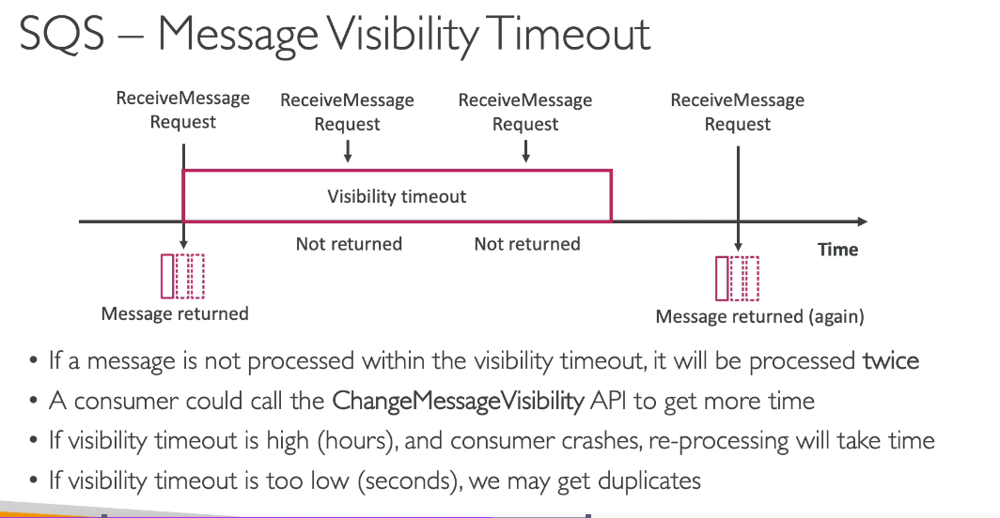 SQS – Message Visibility Timeout
ReceiveMessage
Request
ReceiveMessage
Request
ReceiveMessage
Request
ReceiveMessage
Request
Visibility timeout
Not returned
Not returned
Time
Message returned
Message returned (again)
• If a message is not processed within the visibility timeout, it will be processed twice
• A consumer could call the ChangeMessageVisibility API to get more time
• If visibility timeout is high (hours), and consumer crashes, re-processing will take time
• If visibility timeout is too low (seconds), we may get duplicates